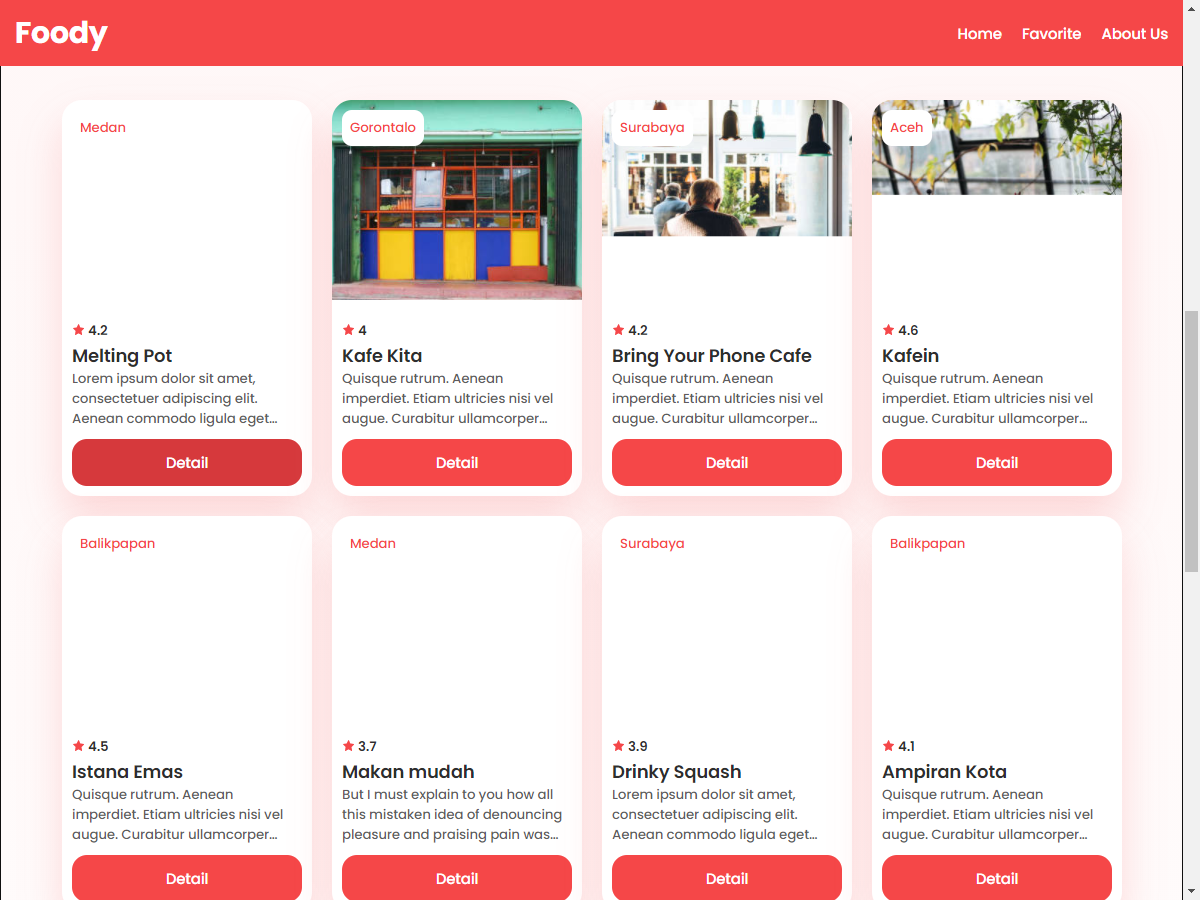 Foody
Home Favorite About Us
Medan
Gorontalo
Surabaya
Aceh
4.2
Melting Pot
Lorem ipsum dolor sit amet,
consectetuer adipiscing elit.
Aenean commodo ligula eget...
Detail
4
Kafe Kita
Quisque rutrum. Aenean
imperdiet. Etiam ultricies nisi vel
augue. Curabitur ullamcorper...
Detail
4.2
Bring Your Phone Cafe
Quisque rutrum. Aenean
imperdiet. Etiam ultricies nisi vel
augue. Curabitur ullamcorper...
Detail
4.6
Kafein
Quisque rutrum. Aenean
imperdiet. Etiam ultricies nisi vel
augue. Curabitur ullamcorper...
Detail
Balikpapan
Medan
Surabaya
Balikpapan
4.5
Istana Emas
Quisque rutrum. Aenean
imperdiet. Etiam ultricies nisi vel
augue. Curabitur ullamcorper...
Detail
3.7
Makan mudah
But I must explain to you how all
this mistaken idea of denouncing
pleasure and praising pain was...
Detail
3.9
Drinky Squash
Lorem ipsum dolor sit amet,
consectetuer adipiscing elit.
Aenean commodo ligula eget...
Detail
4.1
Ampiran Kota
Quisque rutrum. Aenean
imperdiet. Etiam ultricies nisi vel
augue. Curabitur ullamcorper...
Detail